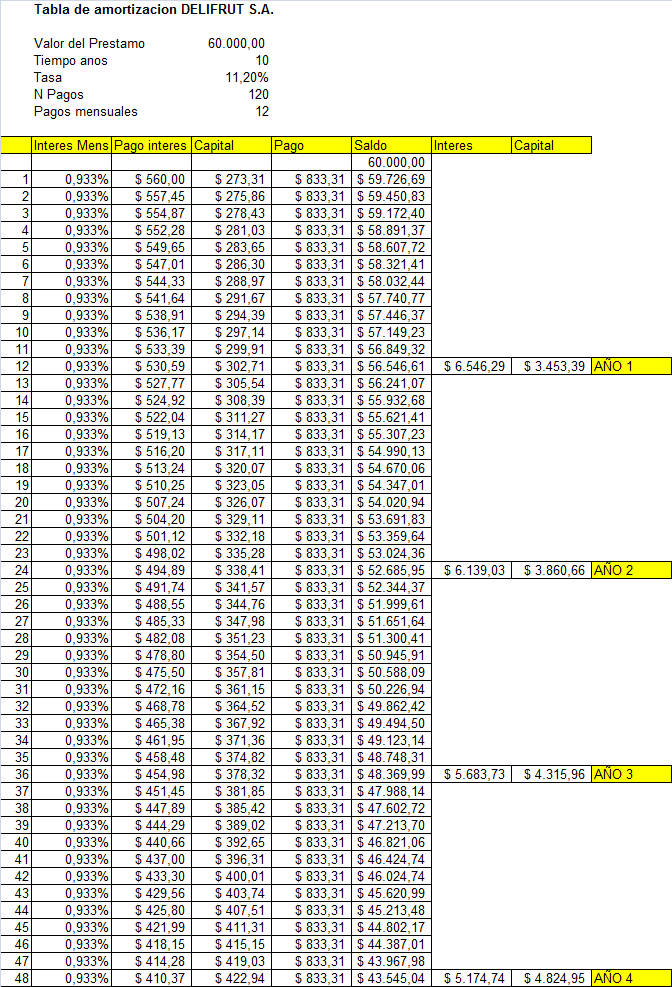 Tabla de amortizacion DELIFRUT S.A.
Valor del Prestamo 60.000,00
Tiempo anos 10
Tasa 11,20%
N Pagos 120
Pagos mensuales 12
Interes Mens Pago interes Capital Pago Saldo Interes Capital
60.000,00
1 0,933% $ 560,00 $ 273,31 $ 833,31 $ 59.726,69
2 0,933% $ 557,45 $ 275,86 $ 833,31 $ 59.450,83
3 0,933% $ 554,87 $ 278,43 $ 833,31 $ 59.172,40
4 0,933% $ 552,28 $ 281,03 $ 833,31 $ 58.891,37
5 0,933% $ 549,65 $ 283,65 $ 833,31 $ 58.607,72
6 0,933% $ 547,01 $ 286,30 $ 833,31 $ 58.321,41
7 0,933% $ 544,33 $ 288,97 $ 833,31 $ 58.032,44
8 0,933% $ 541,64 $ 291,67 $ 833,31 $ 57.740,77
9 0,933% $ 538,91 $ 294,39 $ 833,31 $ 57.446,37
10 0,933% $ 536,17 $ 297,14 $ 833,31 $ 57.149,23
11 0,933% $ 533,39 $ 299,91 $ 833,31 $ 56.849,32
12 0,933% $ 530,59 $ 302,71 $ 833,31 $ 56.546,61 $ 6.546,29 $ 3.453,39 AÑO 1
13 0,933% $ 527,77 $ 305,54 $ 833,31 $ 56.241,07
14 0,933% $ 524,92 $ 308,39 $ 833,31 $ 55.932,68
15 0,933% $ 522,04 $ 311,27 $ 833,31 $ 55.621,41
16 0,933% $ 519,13 $ 314,17 $ 833,31 $ 55.307,23
17 0,933% $ 516,20 $ 317,11 $ 833,31 $ 54.990,13
18 0,933% $ 513,24 $ 320,07 $ 833,31 $ 54.670,06
19 0,933% $ 510,25 $ 323,05 $ 833,31 $ 54.347,01
20 0,933% $ 507,24 $ 326,07 $ 833,31 $ 54.020,94
21 0,933% $ 504,20 $ 329,11 $ 833,31 $ 53.691,83
22 0,933% $ 501,12 $ 332,18 $ 833,31 $ 53.359,64
23 0,933% $ 498,02 $ 335,28 $ 833,31 $ 53.024,36
24 0,933% $ 494,89 $ 338,41 $ 833,31 $ 52.685,95 $ 6.139,03 $ 3.860,66 AÑO 2
25 0,933% $ 491,74 $ 341,57 $ 833,31 $ 52.344,37
26 0,933% $ 488,55 $ 344,76 $ 833,31 $ 51.999,61
27 0,933% $ 485,33 $ 347,98 $ 833,31 $ 51.651,64
28 0,933% $ 482,08 $ 351,23 $ 833,31 $ 51.300,41
29 0,933% $ 478,80 $ 354,50 $ 833,31 $ 50.945,91
30 0,933% $ 475,50 $ 357,81 $ 833,31 $ 50.588,09
31 0,933% $ 472,16 $ 361,15 $ 833,31 $ 50.226,94
32 0,933% $ 468,78 $ 364,52 $ 833,31 $ 49.862,42
33 0,933% $ 465,38 $ 367,92 $ 833,31 $ 49.494,50
34 0,933% $ 461,95 $ 371,36 $ 833,31 $ 49.123,14
35 0,933% $ 458,48 $ 374,82 $ 833,31 $ 48.748,31
36 0,933% $ 454,98 $ 378,32 $ 833,31 $ 48.369,99 $ 5.683,73 $ 4.315,96 AÑO 3
37 0,933% $ 451,45 $ 381,85 $ 833,31 $ 47.988,14
38 0,933% $ 447,89 $ 385,42 $ 833,31 $ 47.602,72
39 0,933% $ 444,29 $ 389,02 $ 833,31 $ 47.213,70
40 0,933% $ 440,66 $ 392,65 $ 833,31 $ 46.821,06
41 0,933% $ 437,00 $ 396,31 $ 833,31 $ 46.424,74
42 0,933% $ 433,30 $ 400,01 $ 833,31 $ 46.024,74
43 0,933% $ 429,56 $ 403,74 $ 833,31 $ 45.620,99
44 0,933% $ 425,80 $ 407,51 $ 833,31 $ 45.213,48
45 0,933% $ 421,99 $ 411,31 $ 833,31 $ 44.802,17
46 0,933% $ 418,15 $ 415,15 $ 833,31 $ 44.387,01
47 0,933% $ 414,28 $ 419,03 $ 833,31 $ 43.967,98
48 0,933% $ 410,37 $ 422,94 $ 833,31 $ 43.545,04 $ 5.174,74 $ 4.824,95 AÑO 4